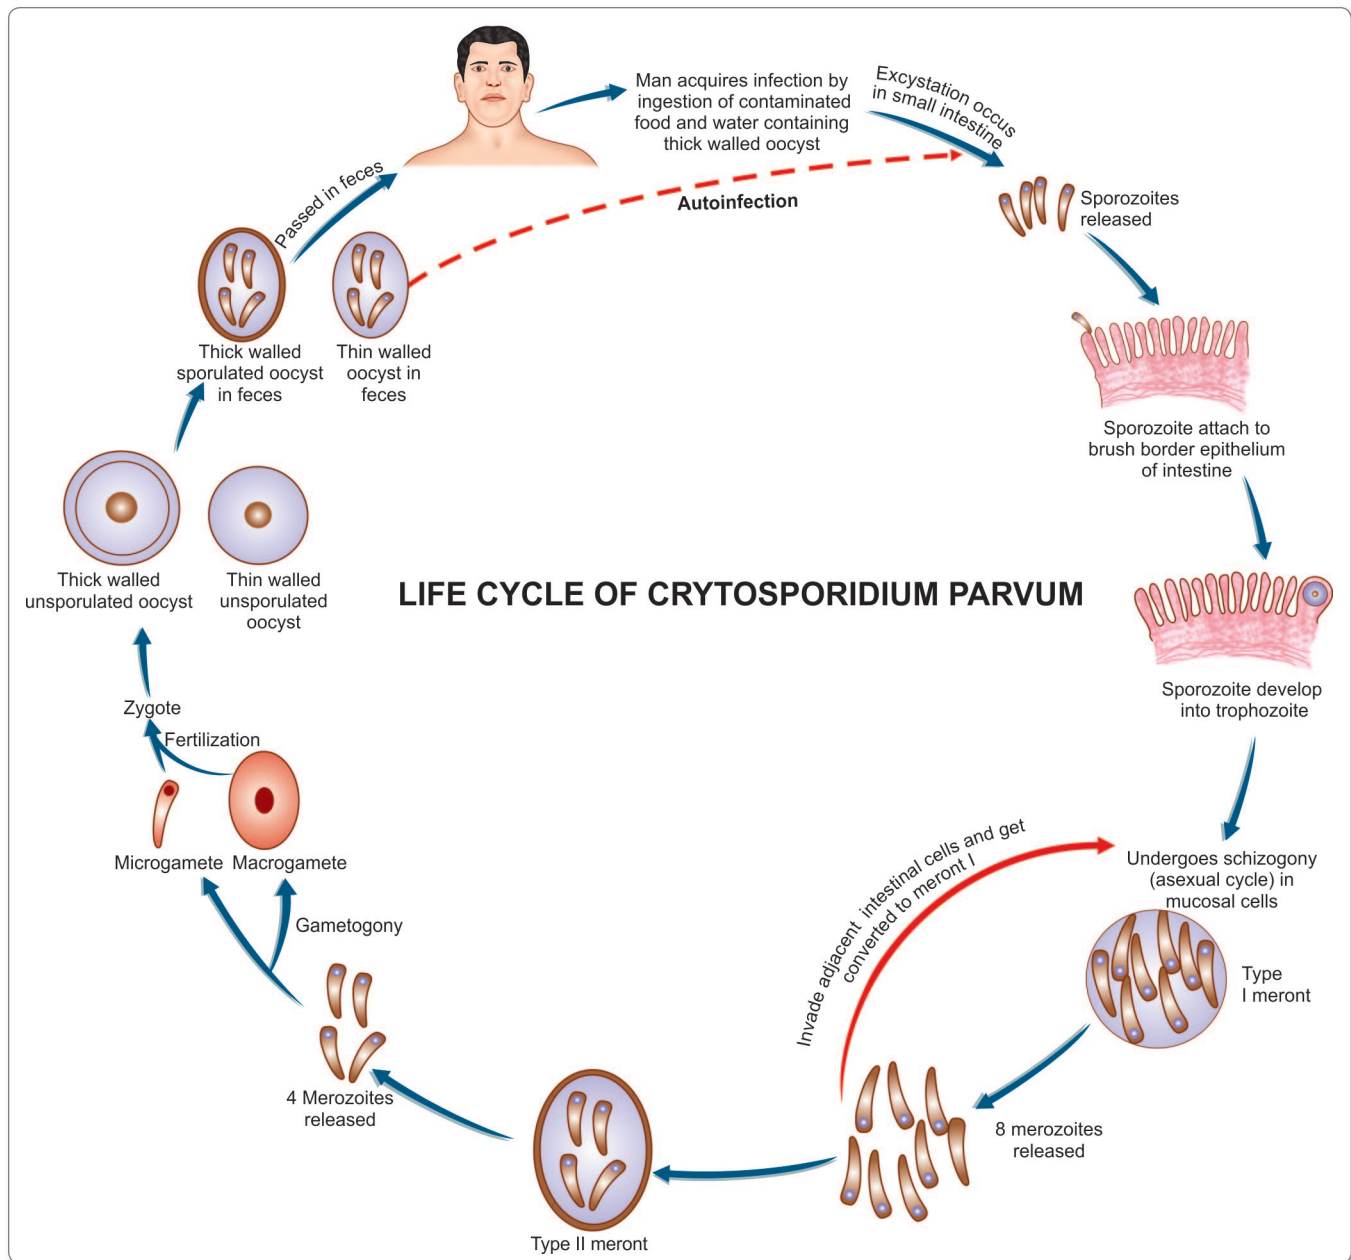 Man acquires infection by
ingestion of contaminated
food and water containing
thick walled oocyst
Excystation occus
in small intestine
Sporozoites
released
Autoinfection
Passed in feces
Thick walled
sporulated oocyst
in feces
Thin walled
oocyst in
feces
Sporozoite attach to
brush border epithelium
of intestine
Thick walled
unsporulated oocyst
Thin walled
unsporulated
oocyst
LIFE CYCLE OF CRYTOSPORIDIUM PARVUM
Sporozoite develop
into trophozoite
Zygote
Fertilization
Microgamete
Macrogamete
Gametogony
Invade adjacent intestinal cells and get
converted to meront I
Undergoes schizogony
(asexual cycle) in
mucosal cells
Type
I meront
8 merozoites
released
4 Merozoites
released
Type II meront